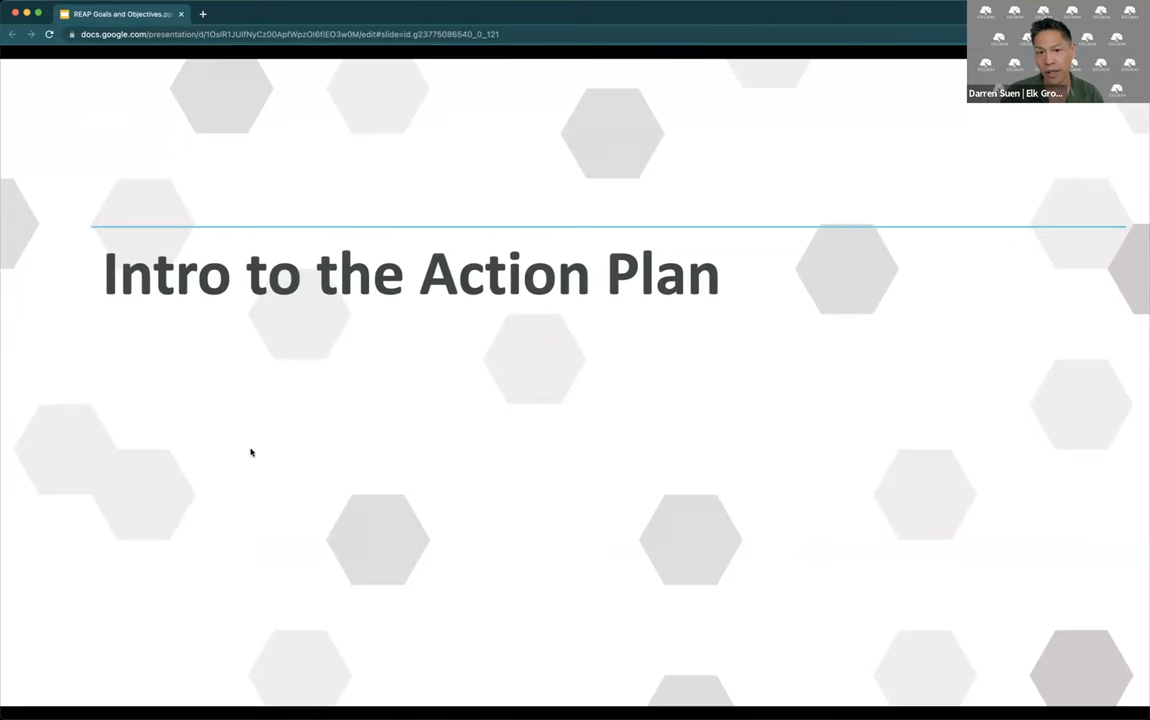 REAP Goals and Objectives.pp
docs.google.com/presentation/d/1OsIR1JUIfNyCz00ApfWpzOl6fIEO3w0M/edit#slide=id.g23775086540_0_121
Darren Suen | Elk Gro...
Intro to the Action Plan